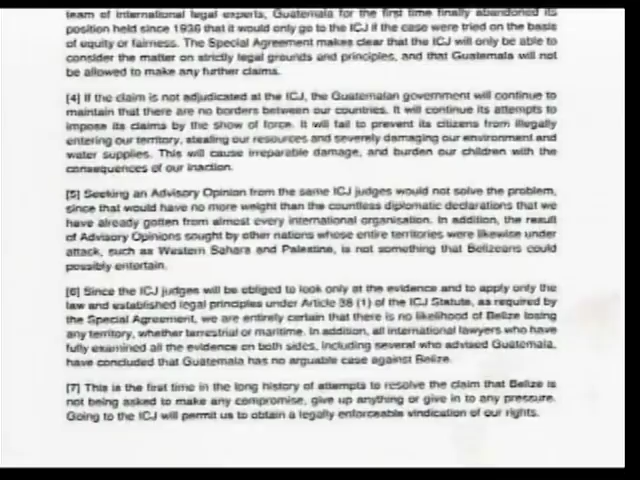 team of international legal experts, Guatemala for the first time finally abandoned its
position held since 1936 that it would only go to the ICJ if the case were tried on the basis
of equity or fairness. The Special Agreement makes clear that the ICJ will only be able to
consider the matter on strictly legal grounds and principles, and that Guatemala will not
be allowed to make any further claims.
[4] If the claim is not adjudicated at the ICJ, the Guatemalan government will continue to
maintain that there are no borders between our countries. It will continue its attempts to
impose its claims by the show of force. It will fail to prevent its citizens from illegally
entering our territory, stealing our resources and severely damaging our environment and
water supplies. This will cause irreparable damage, and burden our children with the
consequences of our inaction.
[5] Seeking an Advisory Opinion from the same ICJ judges would not solve the problem,
since that would have no more weight than the countless diplomatic declarations that we
have already gotten from almost every international organisation. In addition, the result
of Advisory Opinions sought by other nations whose entire territories were likewise under
attack, such as Western Sahara and Palestine, is not something that Belizeans could
possibly entertain.
[6] Since the ICJ judges will be obliged to look only at the evidence and to apply only the
law and established legal principles under Article 38 (1) of the ICJ Statute, as required by
the Special Agreement, we are entirely certain that there is no likelihood of Belize losing
any territory, whether terrestrial or maritime. In addition, all international lawyers who have
fully examined all the evidence on both sides, including several who advised Guatemala,
have concluded that Guatemala has no arguable case against Belize.
[7] This is the first time in the long history of attempts to resolve the claim that Belize is
not being asked to make any compromise, give up anything or give in to any pressure.
Going to the ICJ will permit us to obtain a legally enforceable vindication of our rights.